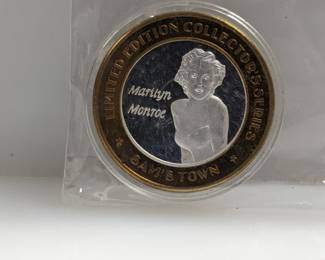 LIMITED EDITION COLLECTOR'S SERIES
Marilyn
Monroe
SAM'S TOWN